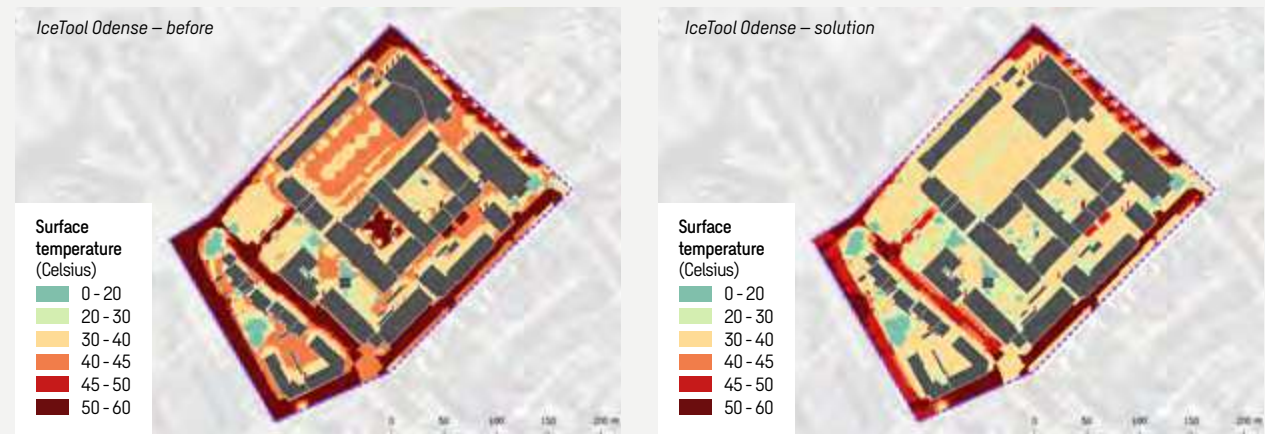 IceTool Odense – before
Surface
temperature
(Celsius)
0 - 20
20 - 30
30 - 40
40 - 45
45 - 50
50 - 60
0 50 100 150 200 m
IceTool Odense – solution
Surface
temperature
(Celsius)
0 - 20
20 - 30
30 - 40
40 - 45
45 - 50
50 - 60
0 50 100 150 200 m